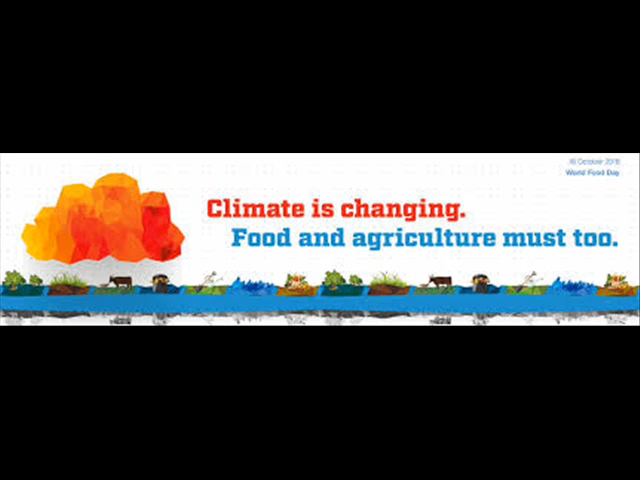 16 October 2016
World Food Day
Climate is changing.
Food and agriculture must too.